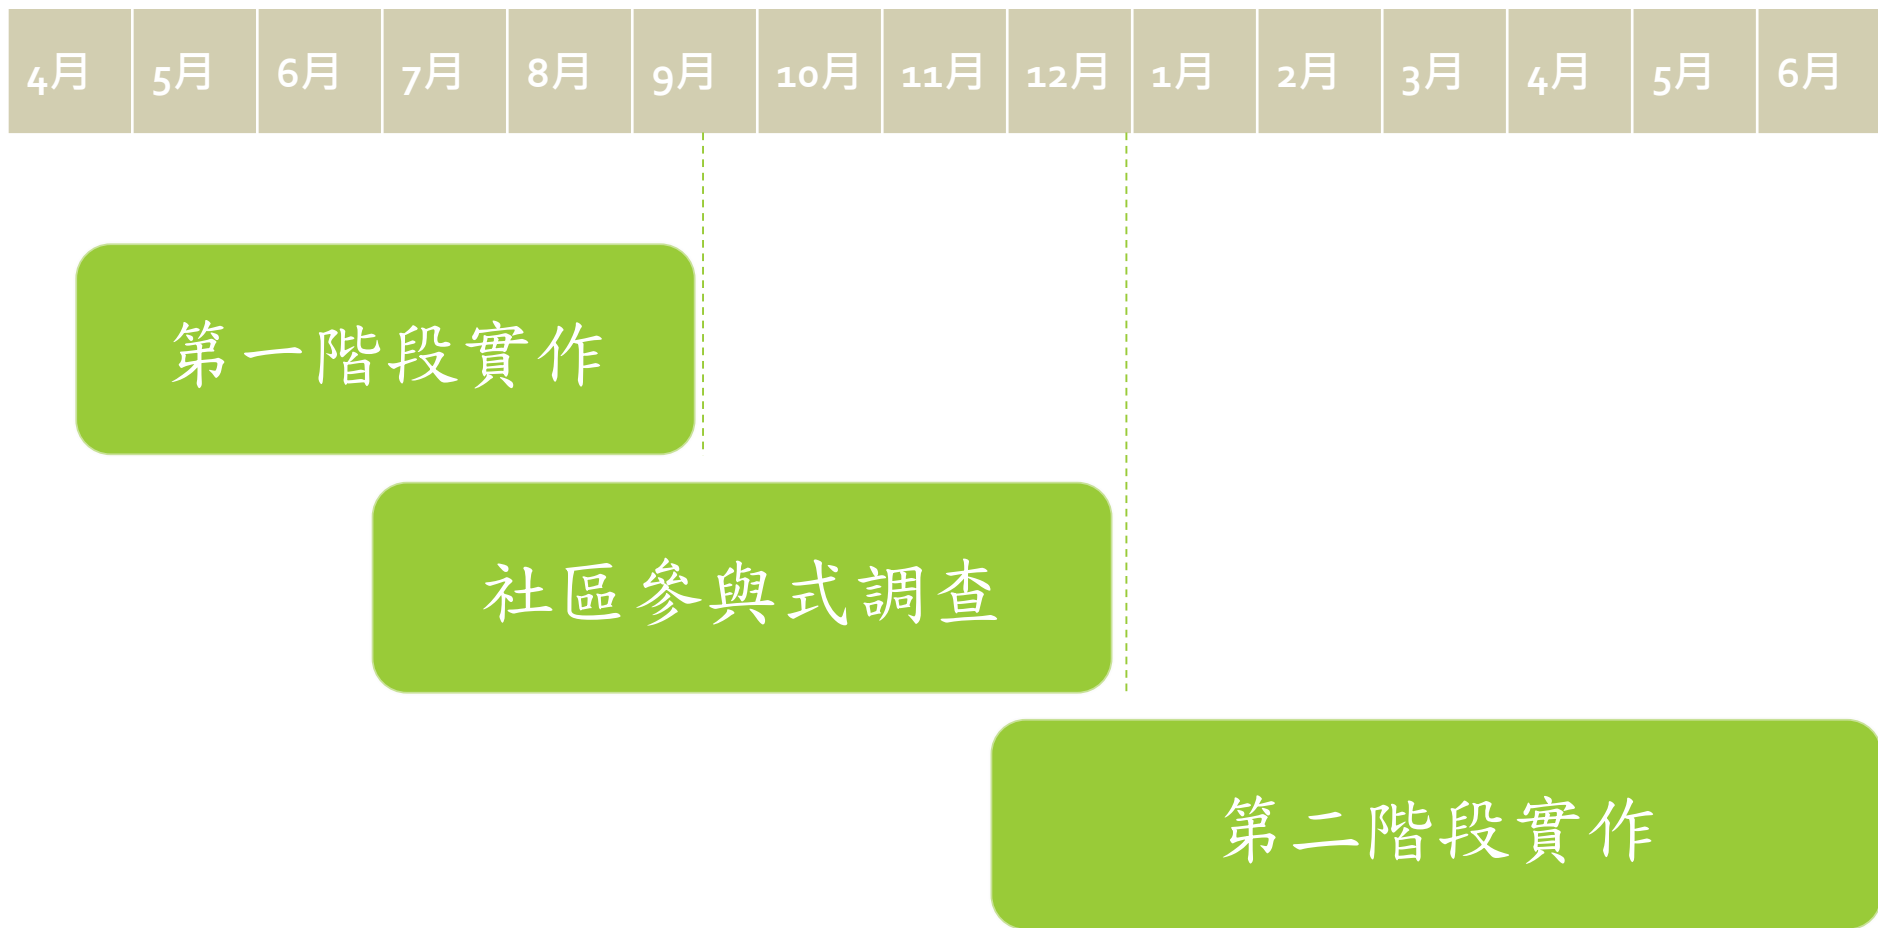 4月 5月 6月 7月 8月 9月 10月 11月 12月 1月 2月 3月 4月 5月 6月
第一階段實作
社區參與式調查
第二階段實作